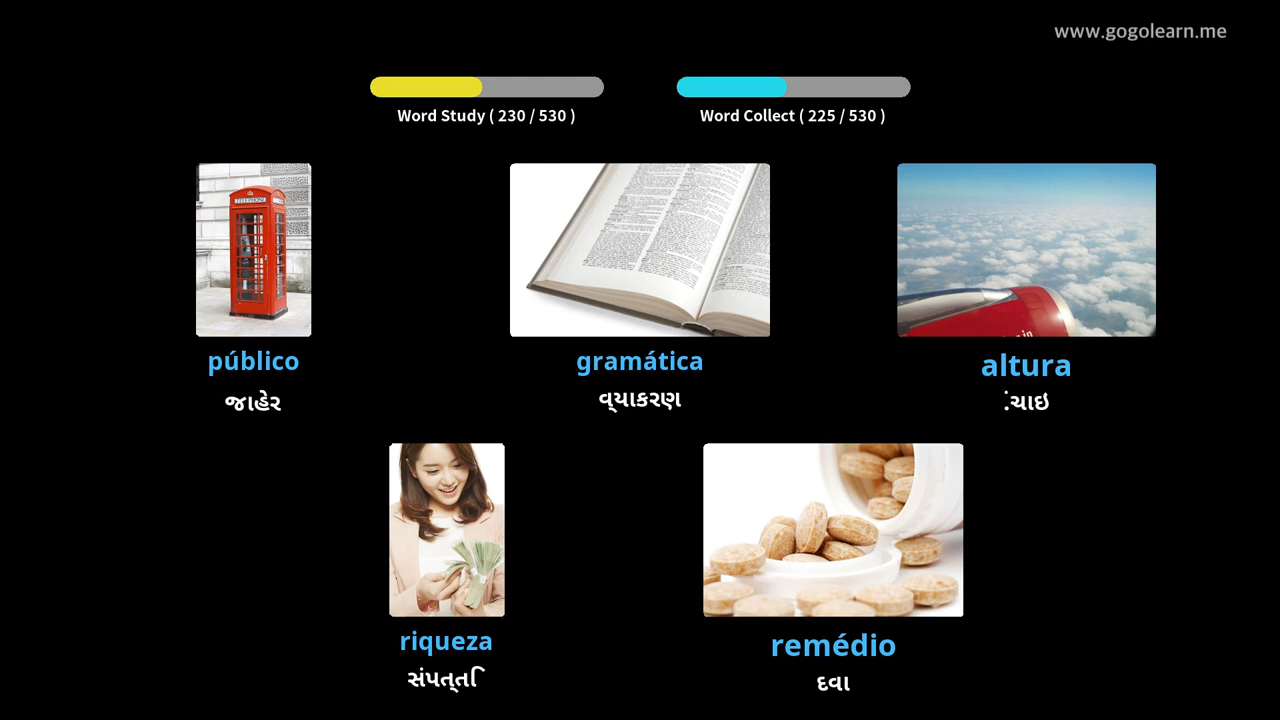 www.gogolearn.me
Word Study ( 230 / 530 )
Word Collect ( 225 / 530 )
TELEPHONE
público
gramática
altura
જાહેર
વ્યાકરણ
ંચાઇ
riqueza
remédio
સંપત્તિ
દવા